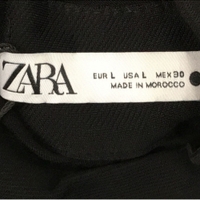 ZARA
EUR L USA L MEX 30
MADE IN MOROCCO